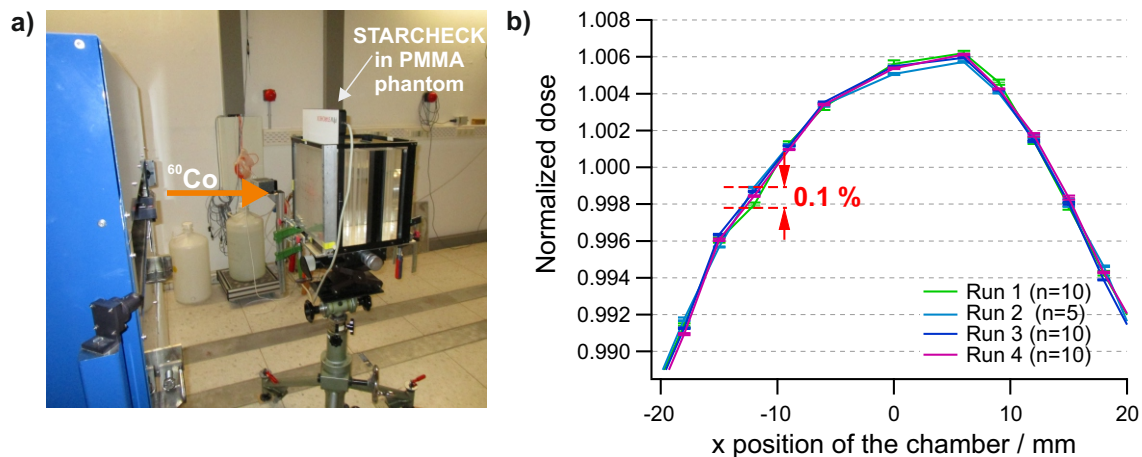 a)
STARCHECK
in PMMA
phantom
60Co
b)
Normalized dose
1.008
1.006
1.004
1.002
1.000
0.998
0.996
0.994
0.992
0.990
0.1 %
Run 1 (n=10)
Run 2 (n=5)
Run 3 (n=10)
Run 4 (n=10)
-20
-10
0
10
20
x position of the chamber / mm